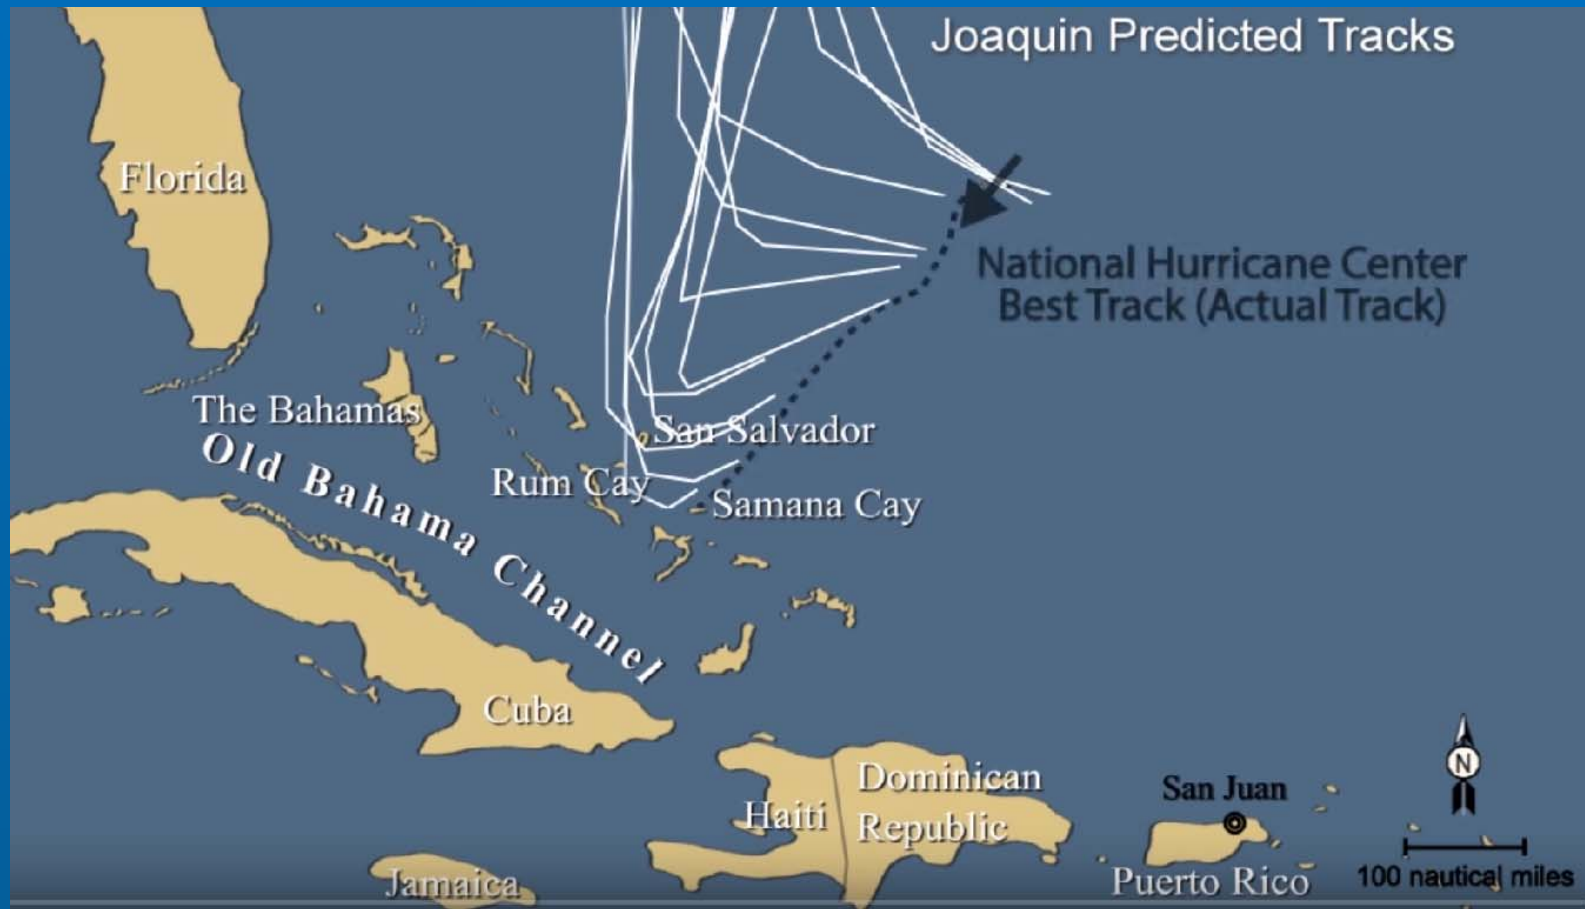 Joaquin Predicted Tracks
Florida
National Hurricane Center
Best Track (Actual Track)
The Bahamas
San Salvador
Old Bahama Channel
Rum Cay
Samana Cay
Cuba
Dominican
Republic
Haiti
San Juan
N
Jamaica
Puerto Rico
100 nautical miles